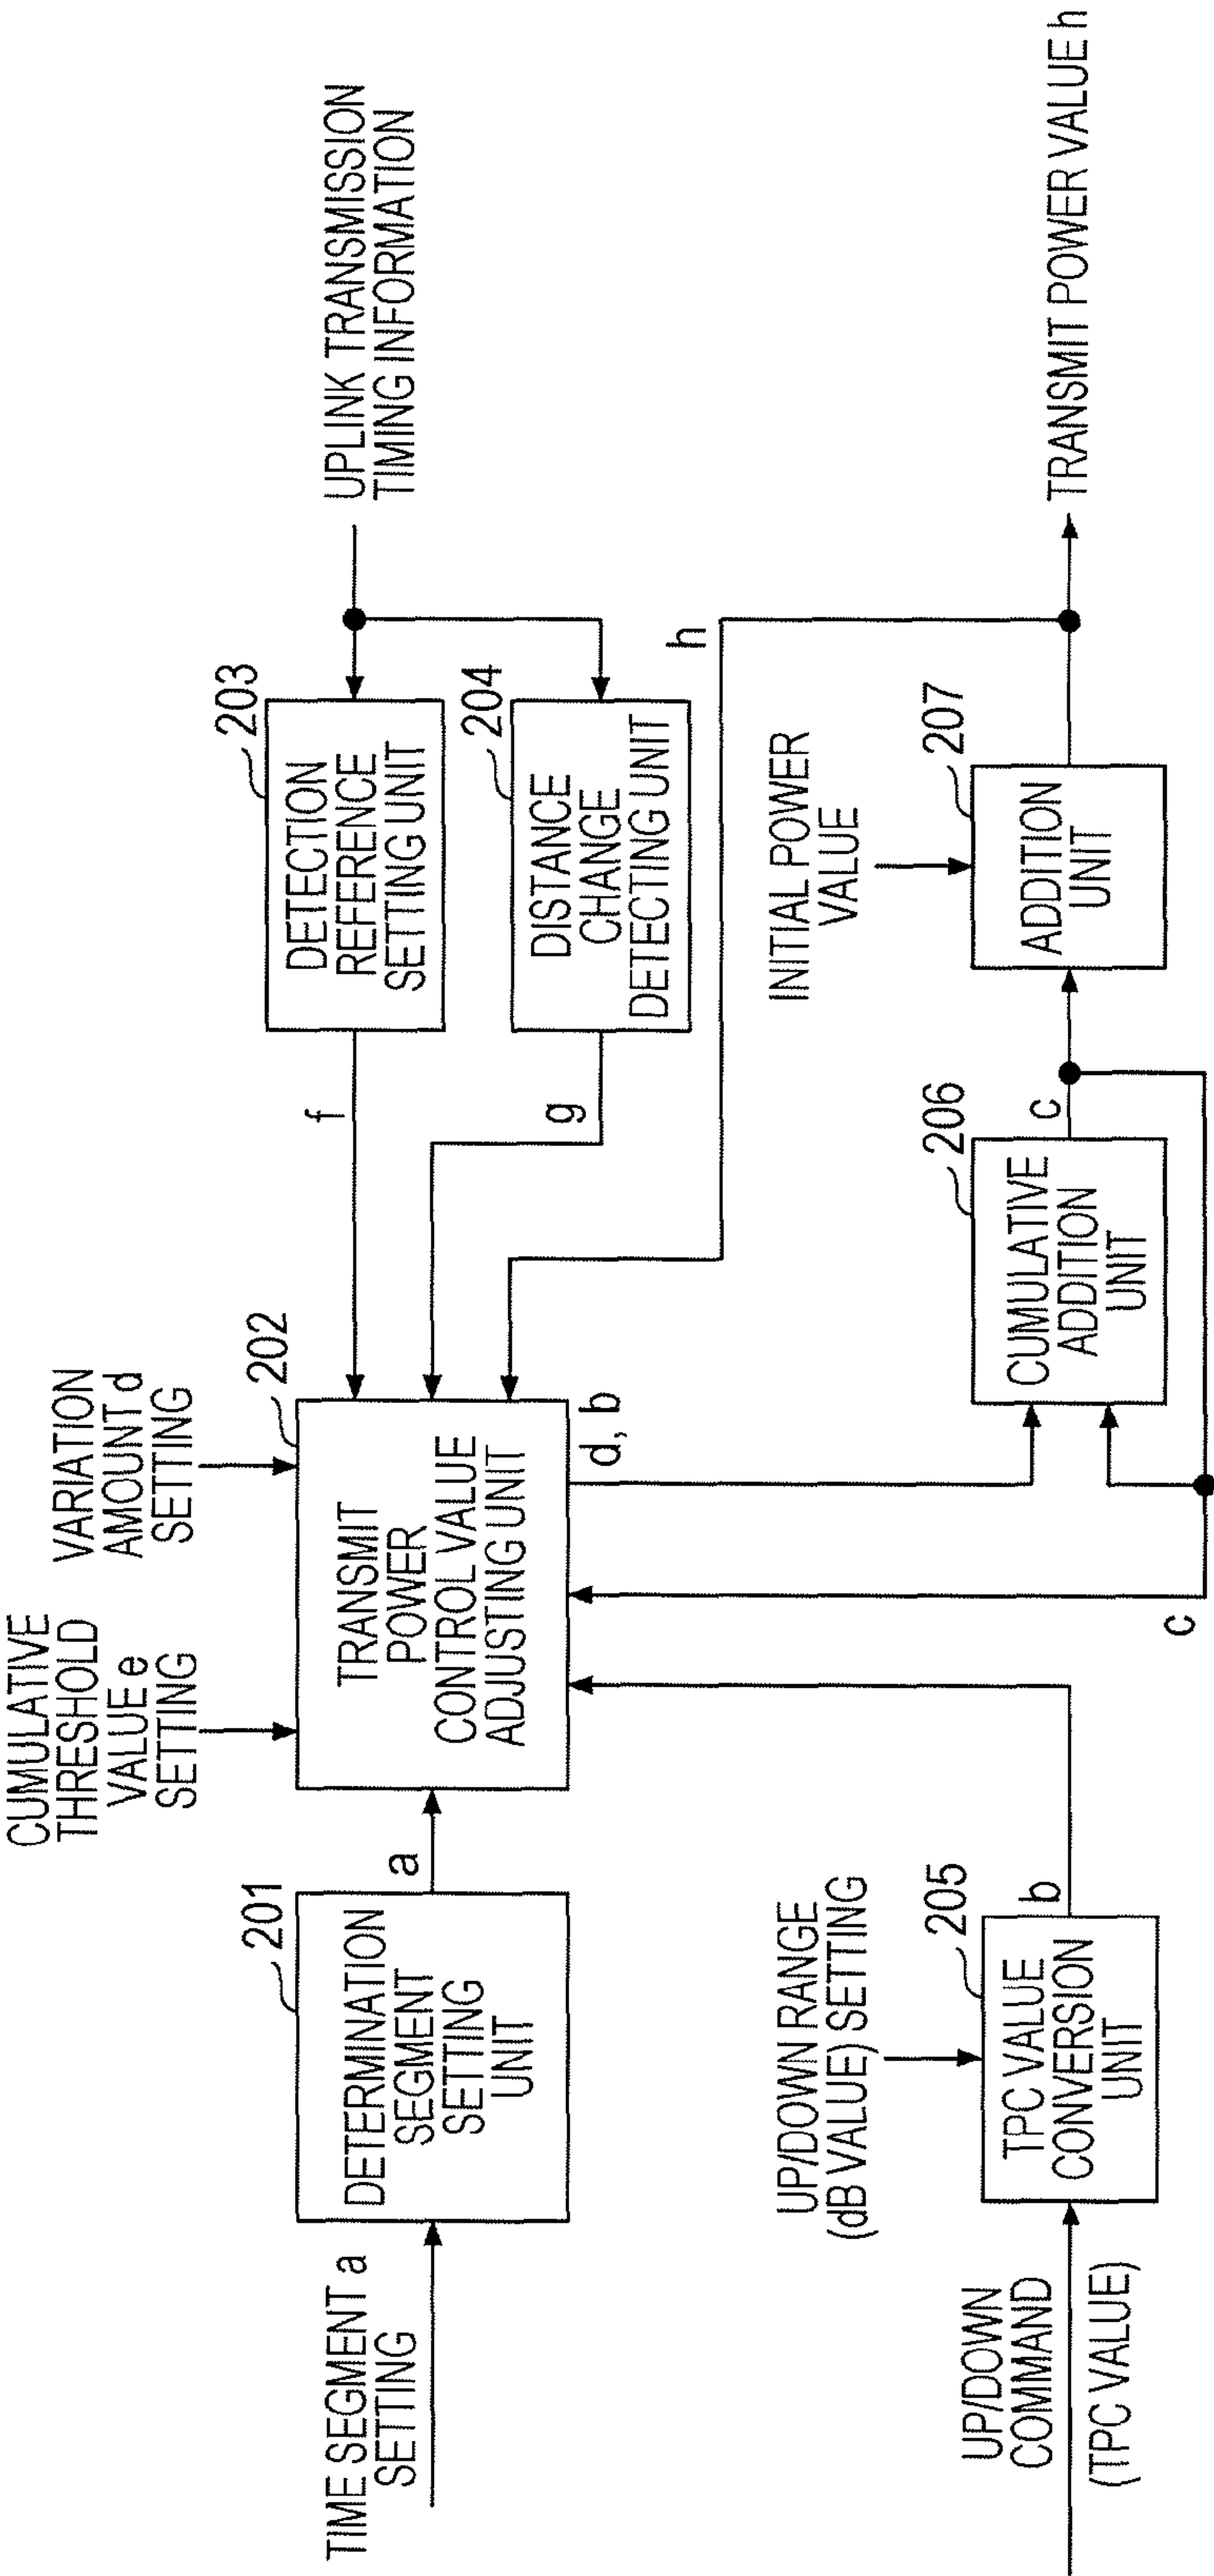 CUMULATIVE
THRESHOLD
VALUE e
SETTING
VARIATION
AMOUNT d
SETTING
TIME SEGMENT a
SETTING
201
DETERMINATION
SEGMENT
SETTING
UNIT
a
202
TRANSMIT
POWER
CONTROL VALUE
ADJUSTING UNIT
f
203
DETECTION
REFERENCE
SETTING UNIT
UPLINK TRANSMISSION
TIMING INFORMATION
g
204
DISTANCE
CHANGE
DETECTING UNIT
h
d, b
UP/DOWN RANGE
(dB VALUE) SETTING
INITIAL POWER
VALUE
UP/DOWN
COMMAND
(TPC VALUE)
205
TPC VALUE
CONVERSION
UNIT
b
c
206
CUMULATIVE
ADDITION
UNIT
c
207
ADDITION
UNIT
TRANSMIT POWER VALUE h